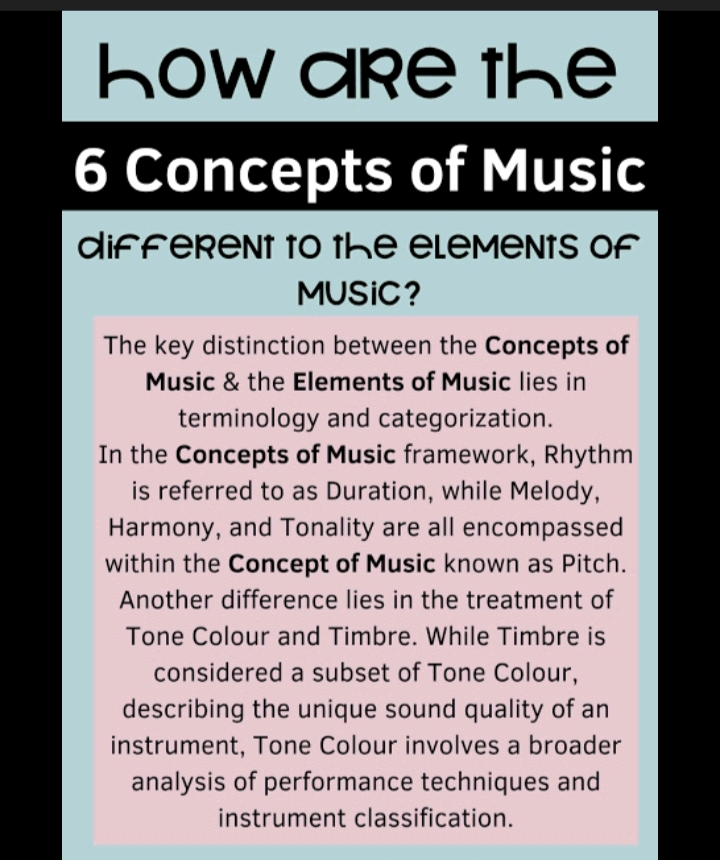 How are the
6 Concepts of Music
different to the elements of
music?
The key distinction between the Concepts of
Music & the Elements of Music lies in
terminology and categorization.
In the Concepts of Music framework, Rhythm
is referred to as Duration, while Melody,
Harmony, and Tonality are all encompassed
within the Concept of Music known as Pitch.
Another difference lies in the treatment of
Tone Colour and Timbre. While Timbre is
considered a subset of Tone Colour,
describing the unique sound quality of an
instrument, Tone Colour involves a broader
analysis of performance techniques and
instrument classification.